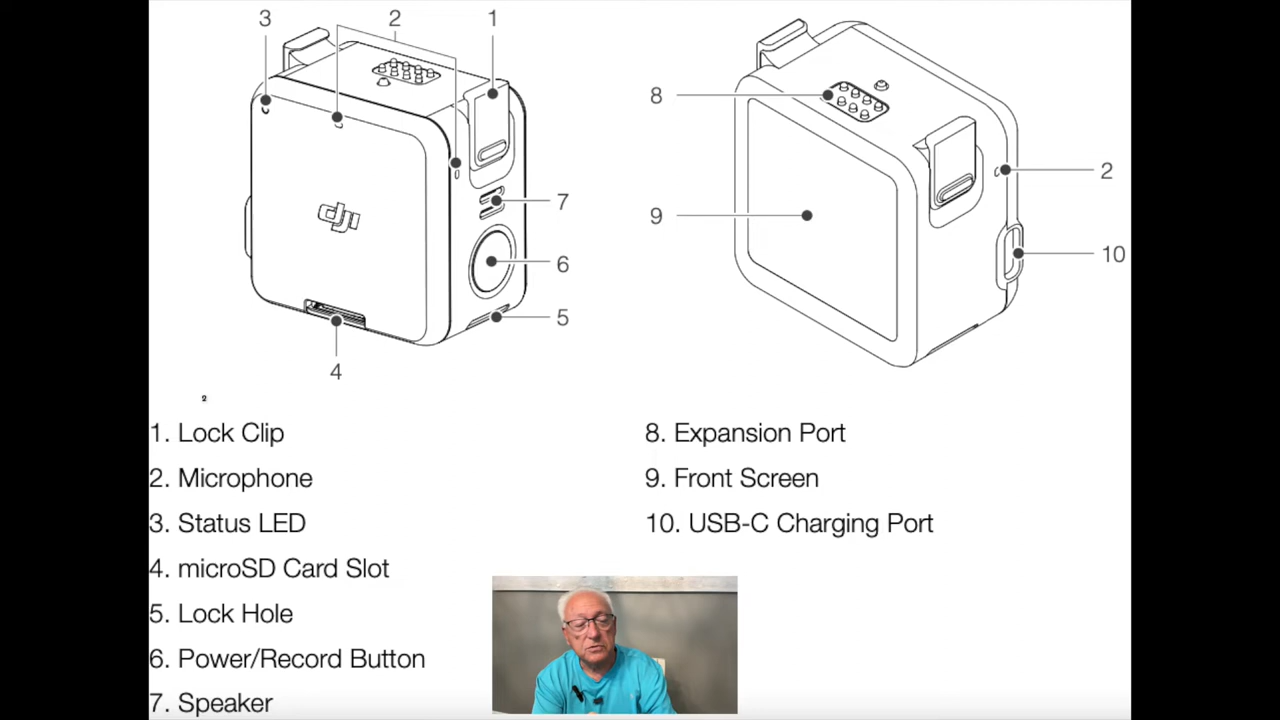 3
2
1
8
7
2
9
6
10
5
4
dji
2
1. Lock Clip
2. Microphone
3. Status LED
4. microSD Card Slot
5. Lock Hole
6. Power/Record Button
7. Speaker
8. Expansion Port
9. Front Screen
10. USB-C Charging Port